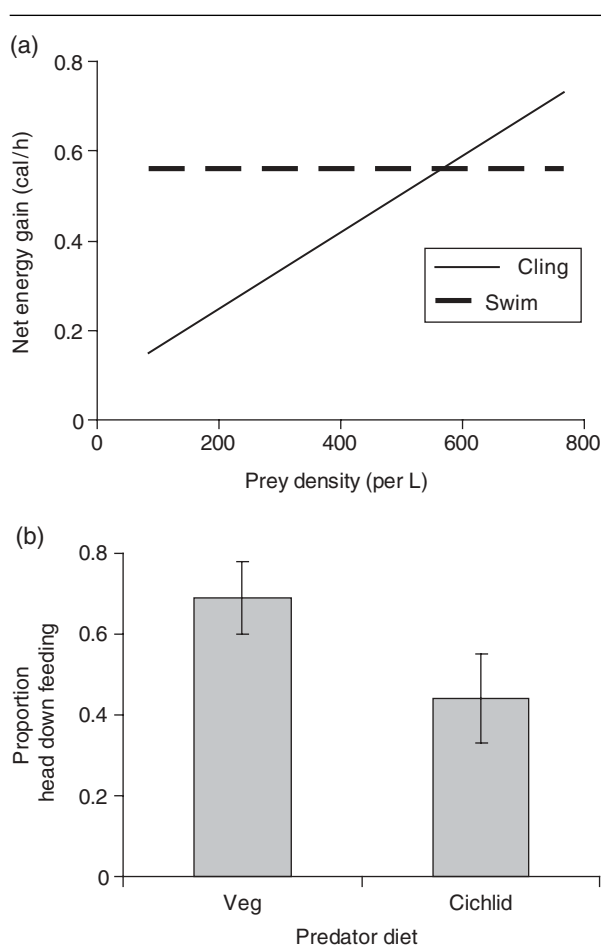 (a)
0.8
0.6
0.4
0.2
0
Net energy gain (cal/h)
Cling
Swim
0 200 400 600 800
Prey density (per L)
(b)
0.8
0.6
0.4
0.2
0
Proportion
head down feeding
Veg Cichlid
Predator diet